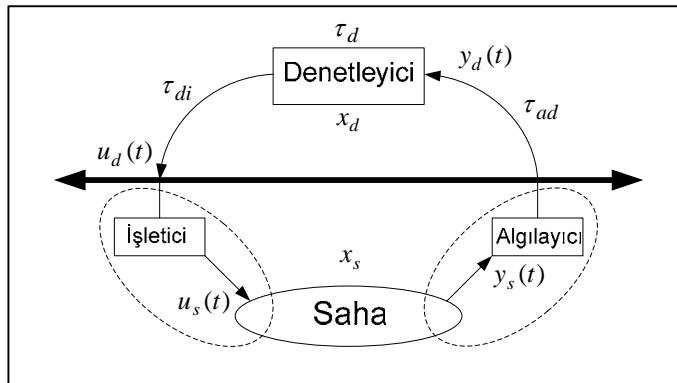 τ_d
Denetleyici
x_d
y_d(t)
τ_di
τ_ad
u_d(t)
İşletici
Algılayıcı
x_s
u_s(t)
y_s(t)
Saha